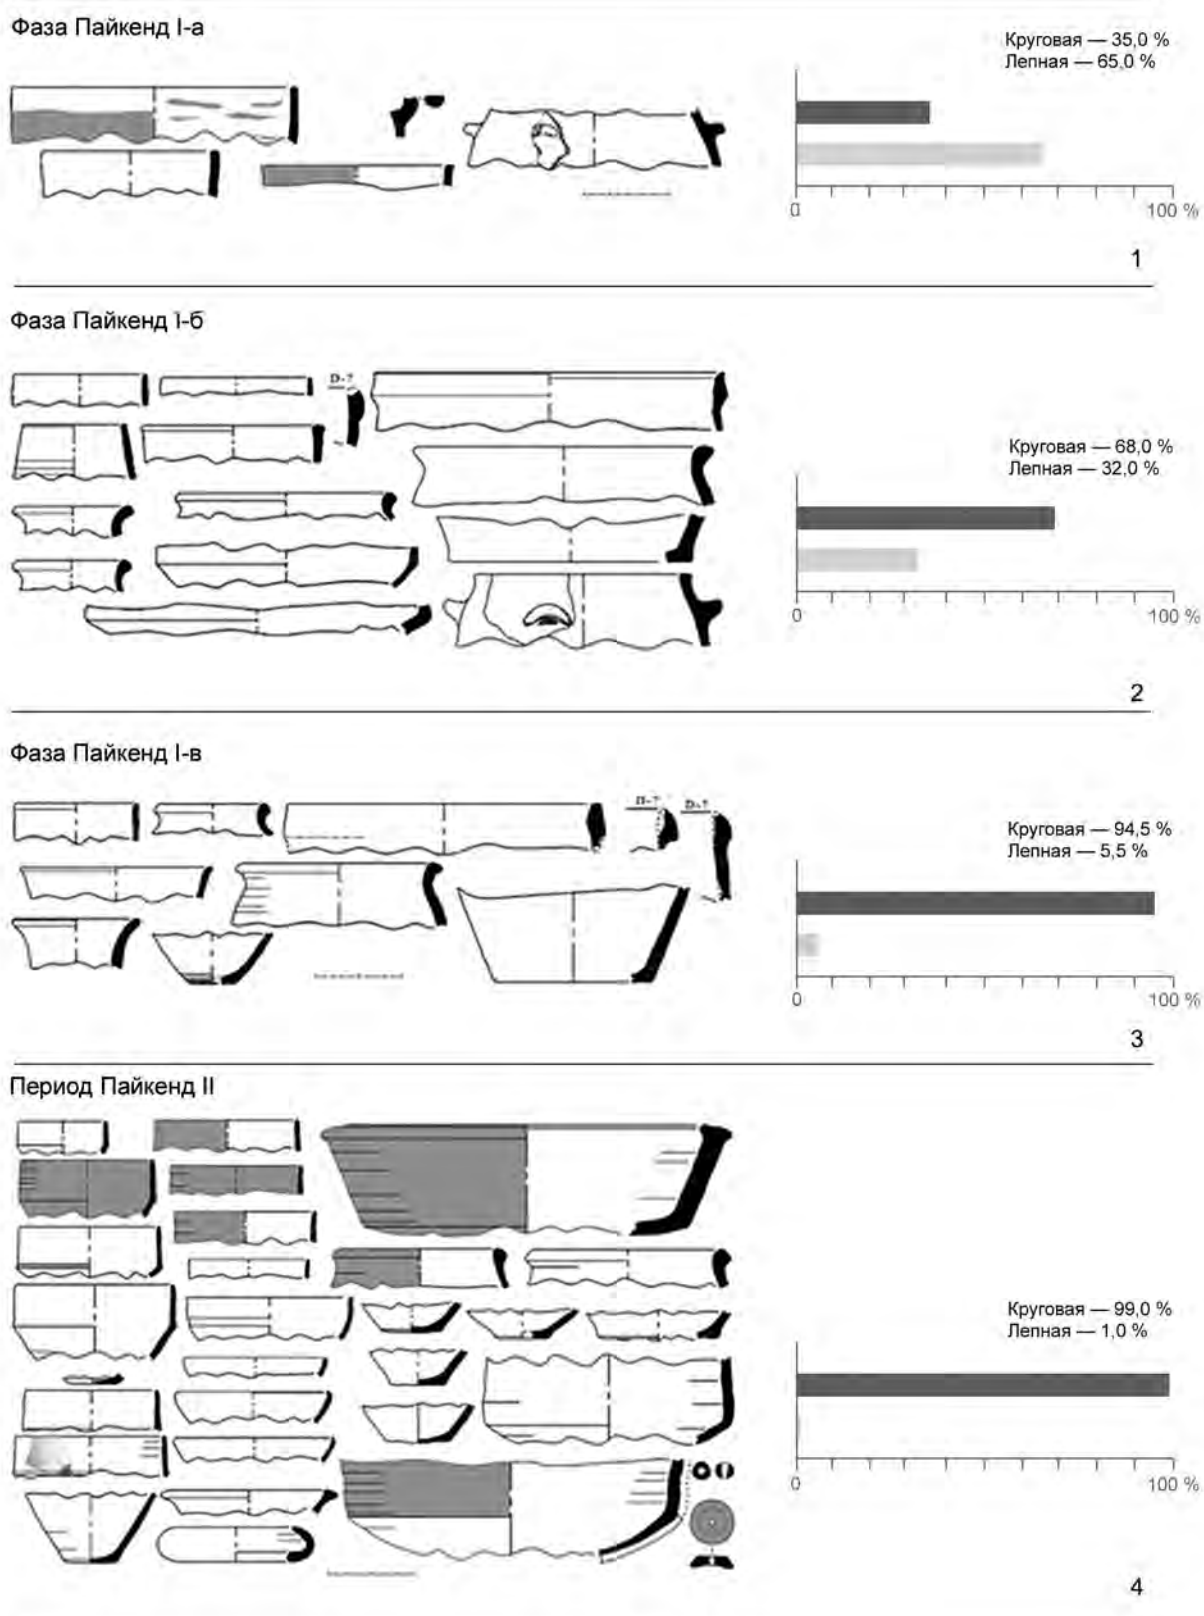 Фаза Пайкенд I-а
Круговая — 35,0 %
Лепная — 65,0 %
0
100 %
1
Фаза Пайкенд I-б
D-7
Круговая — 68,0 %
Лепная — 32,0 %
0
100 %
2
Фаза Пайкенд I-в
D-7
Круговая — 94,5 %
Лепная — 5,5 %
0
100 %
3
Период Пайкенд II
Круговая — 99,0 %
Лепная — 1,0 %
0
100 %
4